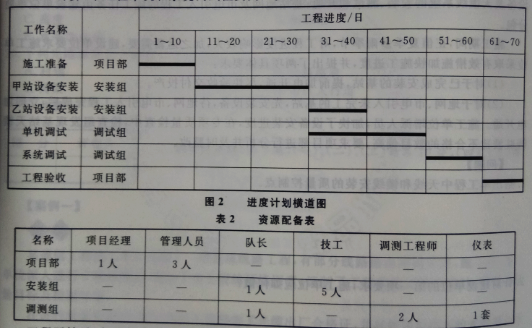 工作名称 工程进度/日
1～10 11～20 21～30 31～40 41～50 51～60 61～70
施工准备 项目部
甲站设备安装 安装组
乙站设备安装 安装组
单机调试 调试组
系统调试 调试组
工程验收 项目部
图2 进度计划横道图
表2 资源配备表
名称 项目经理 管理人员 队长 技工 调测工程师 仪表
项目部 1人 3人 — — — —
安装组 — — 1人 5人 — —
调测组 — — 1人 — 2人 1套